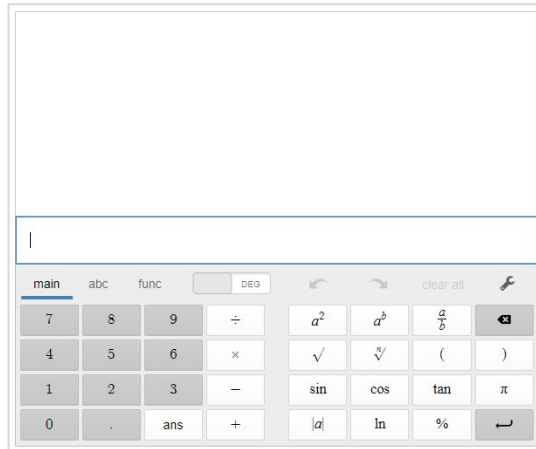 main abc func DEG clear all
7 8 9 ÷ a² aᵇ a/b
4 5 6 × √ ⁿ√ ( )
1 2 3 − sin cos tan π
0 . ans + |a| ln %